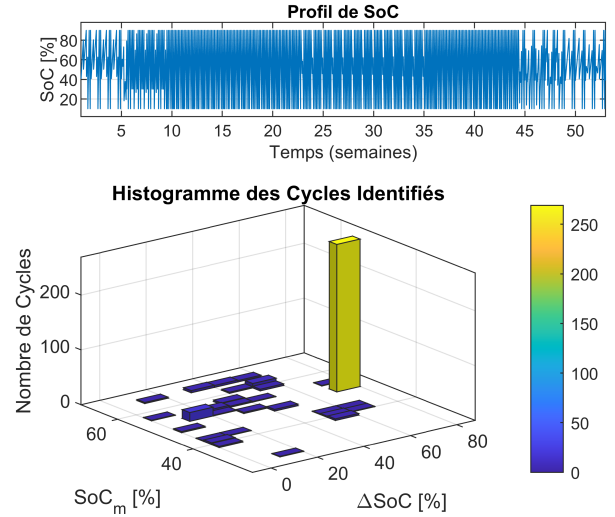 Profil de SoC
SoC [%]
80
60
40
20
5 10 15 20 25 30 35 40 45 50
Temps (semaines)
Histogramme des Cycles Identifiés
Nombre de Cycles
200
100
0
60
40
SoCm [%]
0 20 40 60 80
ΔSoC [%]
250
200
150
100
50
0